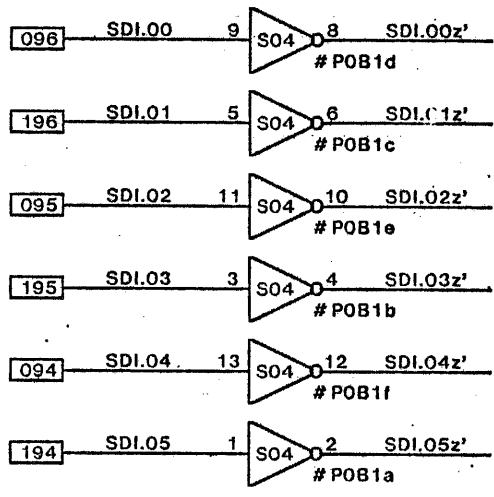 096 SDI.00 9 S04 8 SDI.00z'
# P0B1d
196 SDI.01 5 S04 6 SDI.01z'
# P0B1c
095 SDI.02 11 S04 10 SDI.02z'
# P0B1e
195 SDI.03 3 S04 4 SDI.03z'
# P0B1b
094 SDI.04 13 S04 12 SDI.04z'
# P0B1f
194 SDI.05 1 S04 2 SDI.05z'
# P0B1a